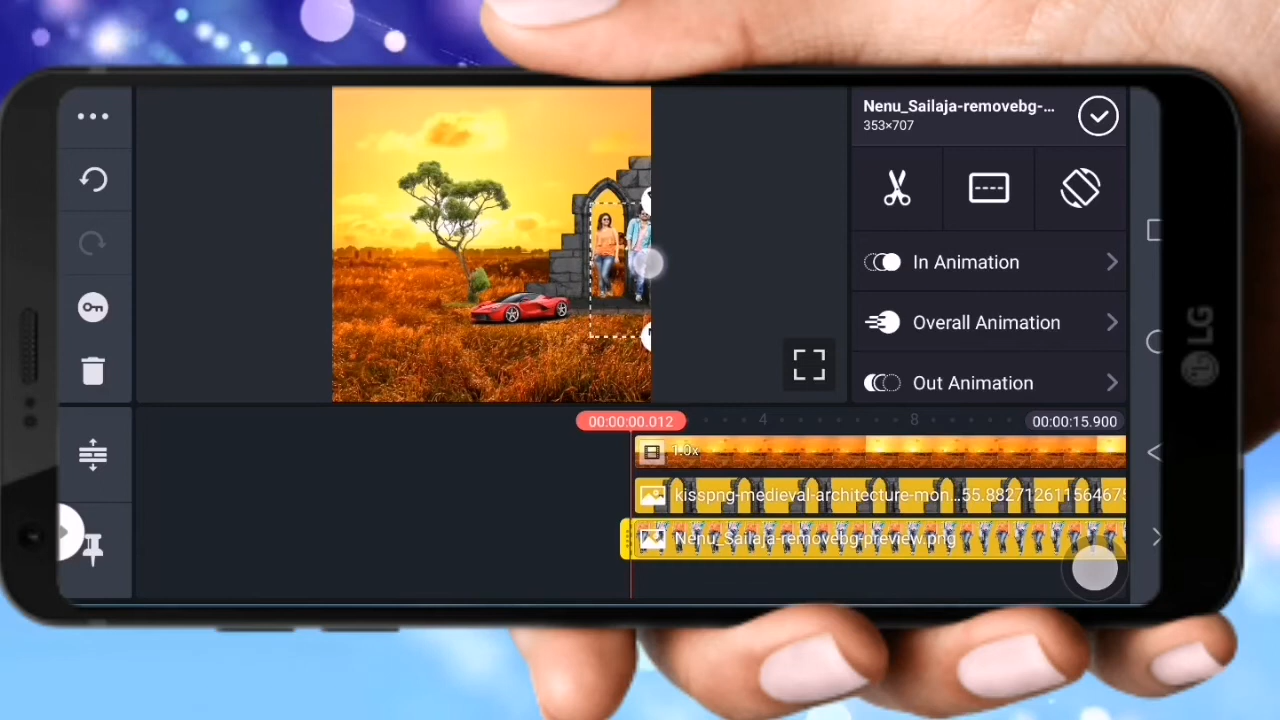 Nenu_Sailaja-removebg-...
353×707
In Animation
Overall Animation
Out Animation
00:00:00.012
4
8
00:00:15.900
1.0x
kisspng-medieval-architecture-mon...55.882712611564675
Nenu_Sailaja-removebg-preview.png
LG